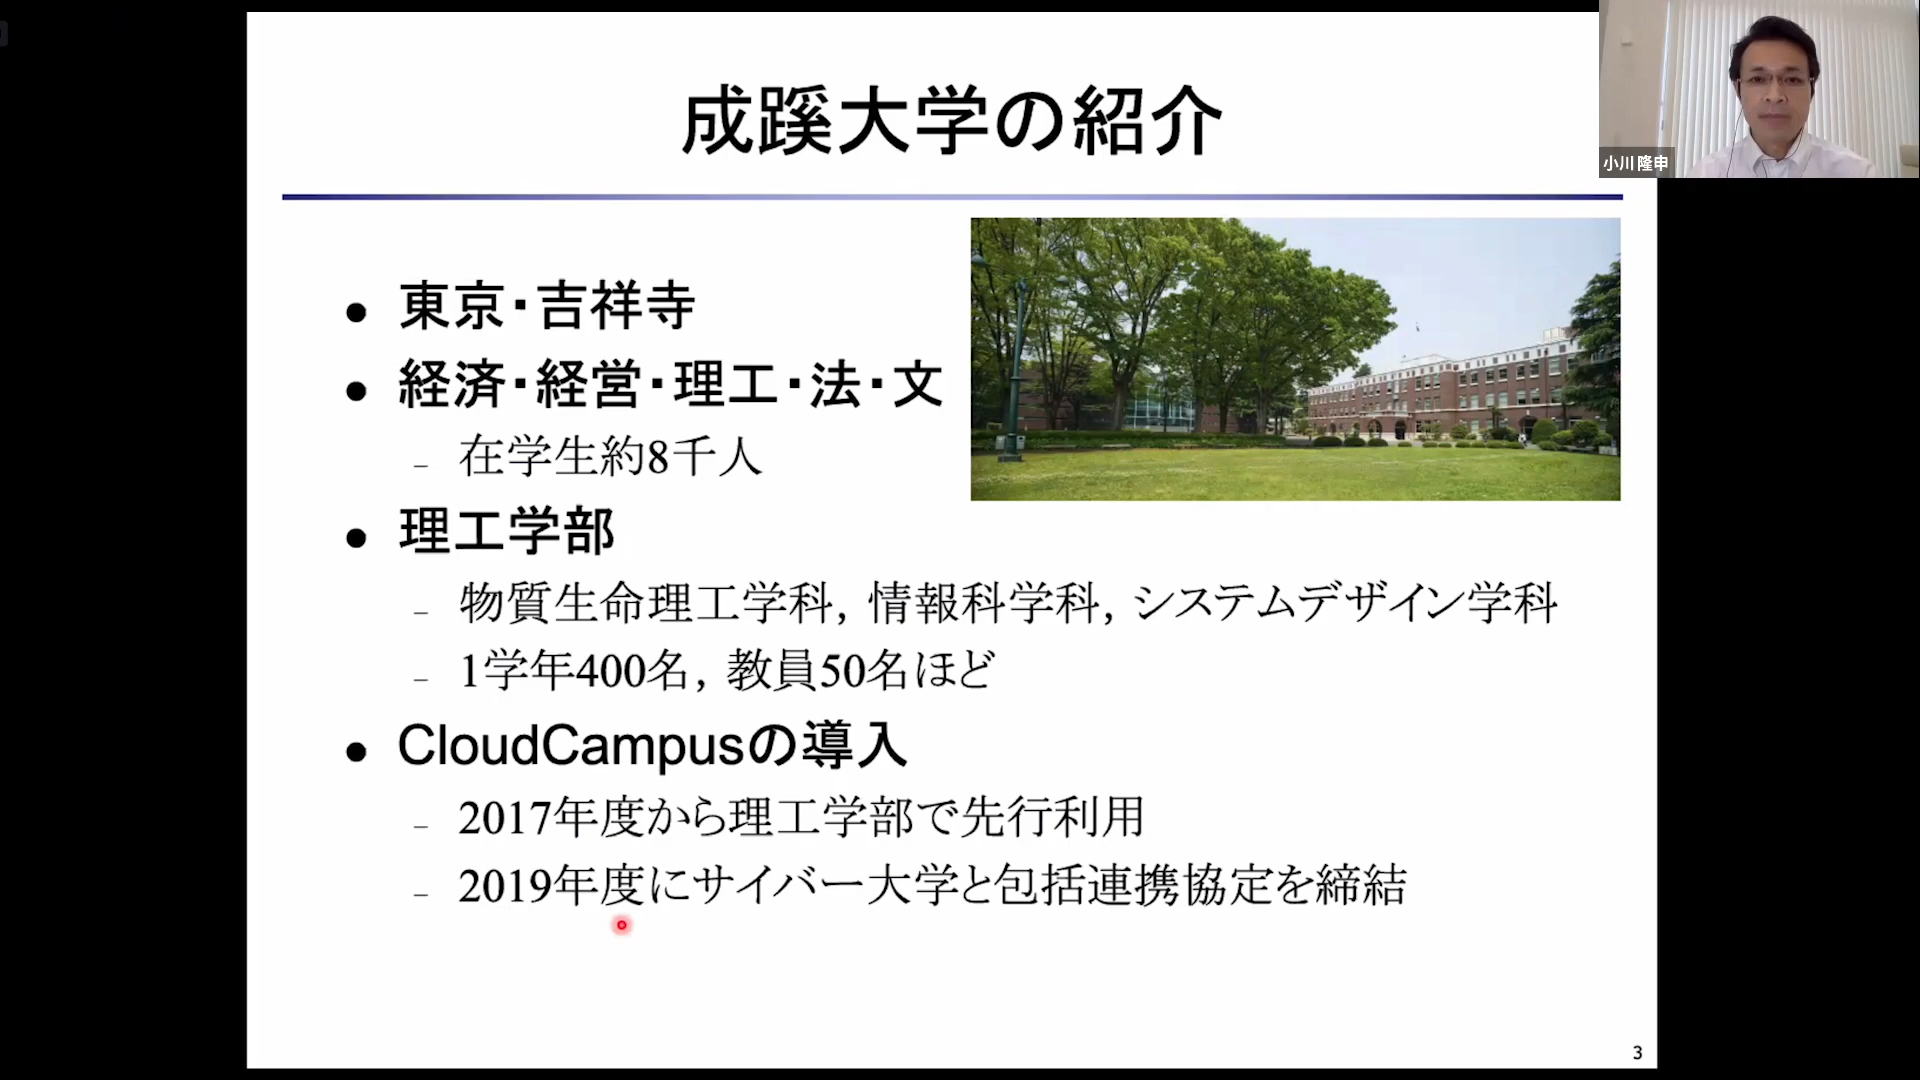 成蹊大学の紹介
小川 隆申
東京・吉祥寺
経済・経営・理工・法・文
在学生約8千人
理工学部
物質生命理工学科, 情報科学科, システムデザイン学科
1学年400名, 教員50名ほど
CloudCampusの導入
2017年度から理工学部で先行利用
2019年度にサイバー大学と包括連携協定を締結
3